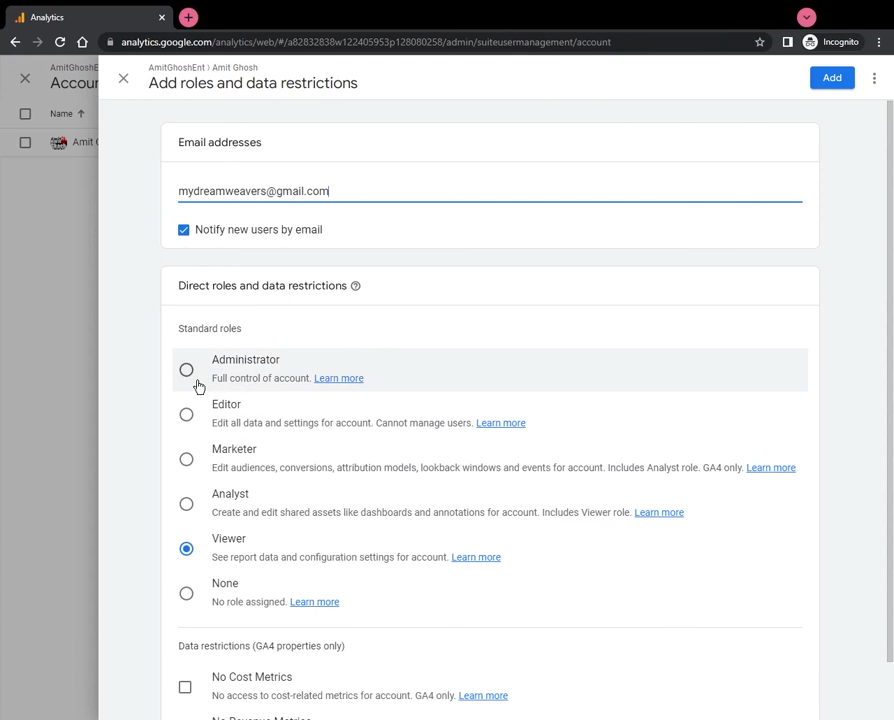 Analytics
analytics.google.com/analytics/web/#/a82832838w122405953p128080258/admin/suiteusermanagement/account
Incognito
AmitGhoshE
Accoun
Name
Amit G
AmitGhoshEnt › Amit Ghosh
Add roles and data restrictions
Add
Email addresses
mydreamweavers@gmail.com
Notify new users by email
Direct roles and data restrictions
Standard roles
Administrator
Full control of account. Learn more
Editor
Edit all data and settings for account. Cannot manage users. Learn more
Marketer
Edit audiences, conversions, attribution models, lookback windows and events for account. Includes Analyst role. GA4 only. Learn more
Analyst
Create and edit shared assets like dashboards and annotations for account. Includes Viewer role. Learn more
Viewer
See report data and configuration settings for account. Learn more
None
No role assigned. Learn more
Data restrictions (GA4 properties only)
No Cost Metrics
No access to cost-related metrics for account. GA4 only. Learn more
No Revenue Metrics